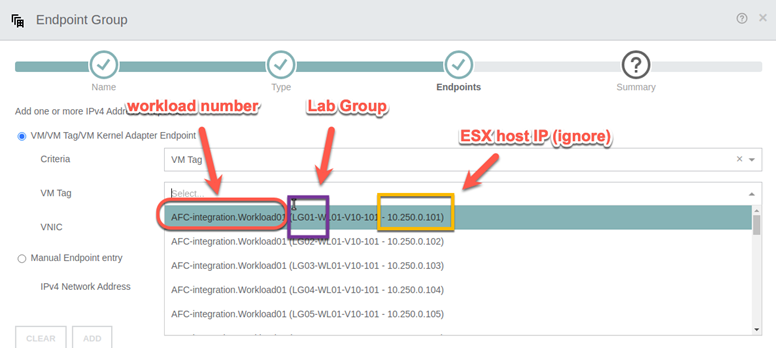 Endpoint Group
Name
Type
Endpoints
?
Summary
workload number
Lab Group
ESX host IP (ignore)
Add one or more IPv4
VM/VM Tag/VM Kernel Adapter Endpoint
Criteria
VM Tag
VM Tag
Select...
AFC-integration.Workload01 (LG01-WL01-V10-101 - 10.250.0.101)
VNIC
AFC-integration.Workload01 (LG02-WL01-V10-101 - 10.250.0.102)
Manual Endpoint entry
AFC-integration.Workload01 (LG03-WL01-V10-101 - 10.250.0.103)
IPv4 Network Address
AFC-integration.Workload01 (LG04-WL01-V10-101 - 10.250.0.104)
AFC-integration.Workload01 (LG05-WL01-V10-101 - 10.250.0.105)
CLEAR
ADD